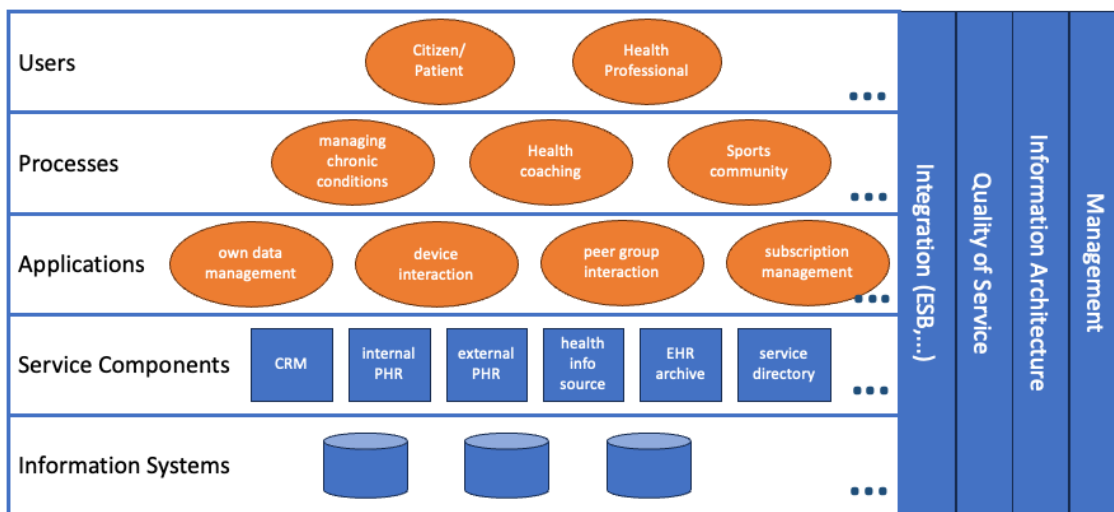 Users
Citizen/
Patient
Health
Professional
...
Processes
managing
chronic
conditions
Health
coaching
Sports
community
...
Applications
own data
management
device
interaction
peer group
interaction
subscription
management
...
Service Components
CRM
internal
PHR
external
PHR
health
info
source
EHR
archive
service
directory
...
Information Systems
...
Integration (ESB,...)
Quality of Service
Information Architecture
Management